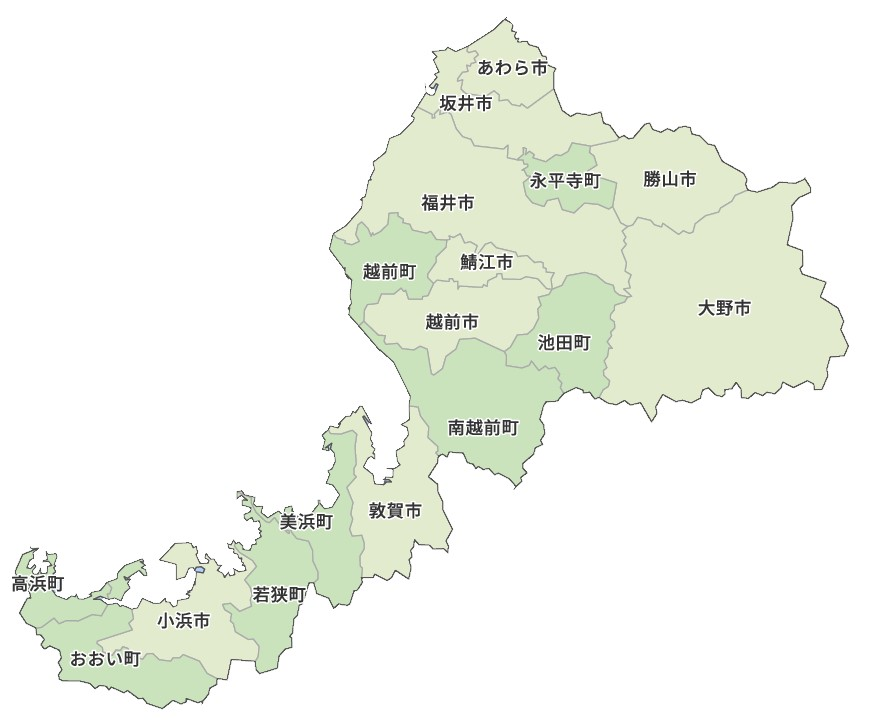 あわら市
坂井市
永平寺町
勝山市
福井市
鯖江市
越前町
大野市
越前市
池田町
南越前町
敦賀市
美浜町
高浜町
若狭町
小浜市
おおい町